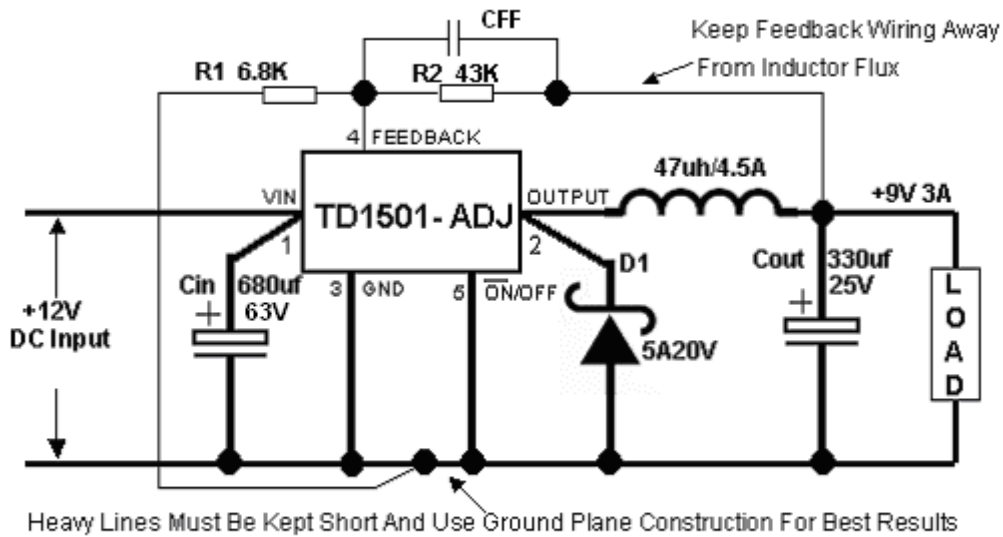 CFF
Keep Feedback Wiring Away
From Inductor Flux
R1 6.8K
R2 43K
4 FEEDBACK
47uh/4.5A
VIN
OUTPUT
+9V 3A
TD1501- ADJ
1
2
D1
Cin
680uf
63V
3
GND
5
ON/OFF
Cout
330uf
25V
+
+
+12V
DC Input
5A20V
L
O
A
D
Heavy Lines Must Be Kept Short And Use Ground Plane Construction For Best Results